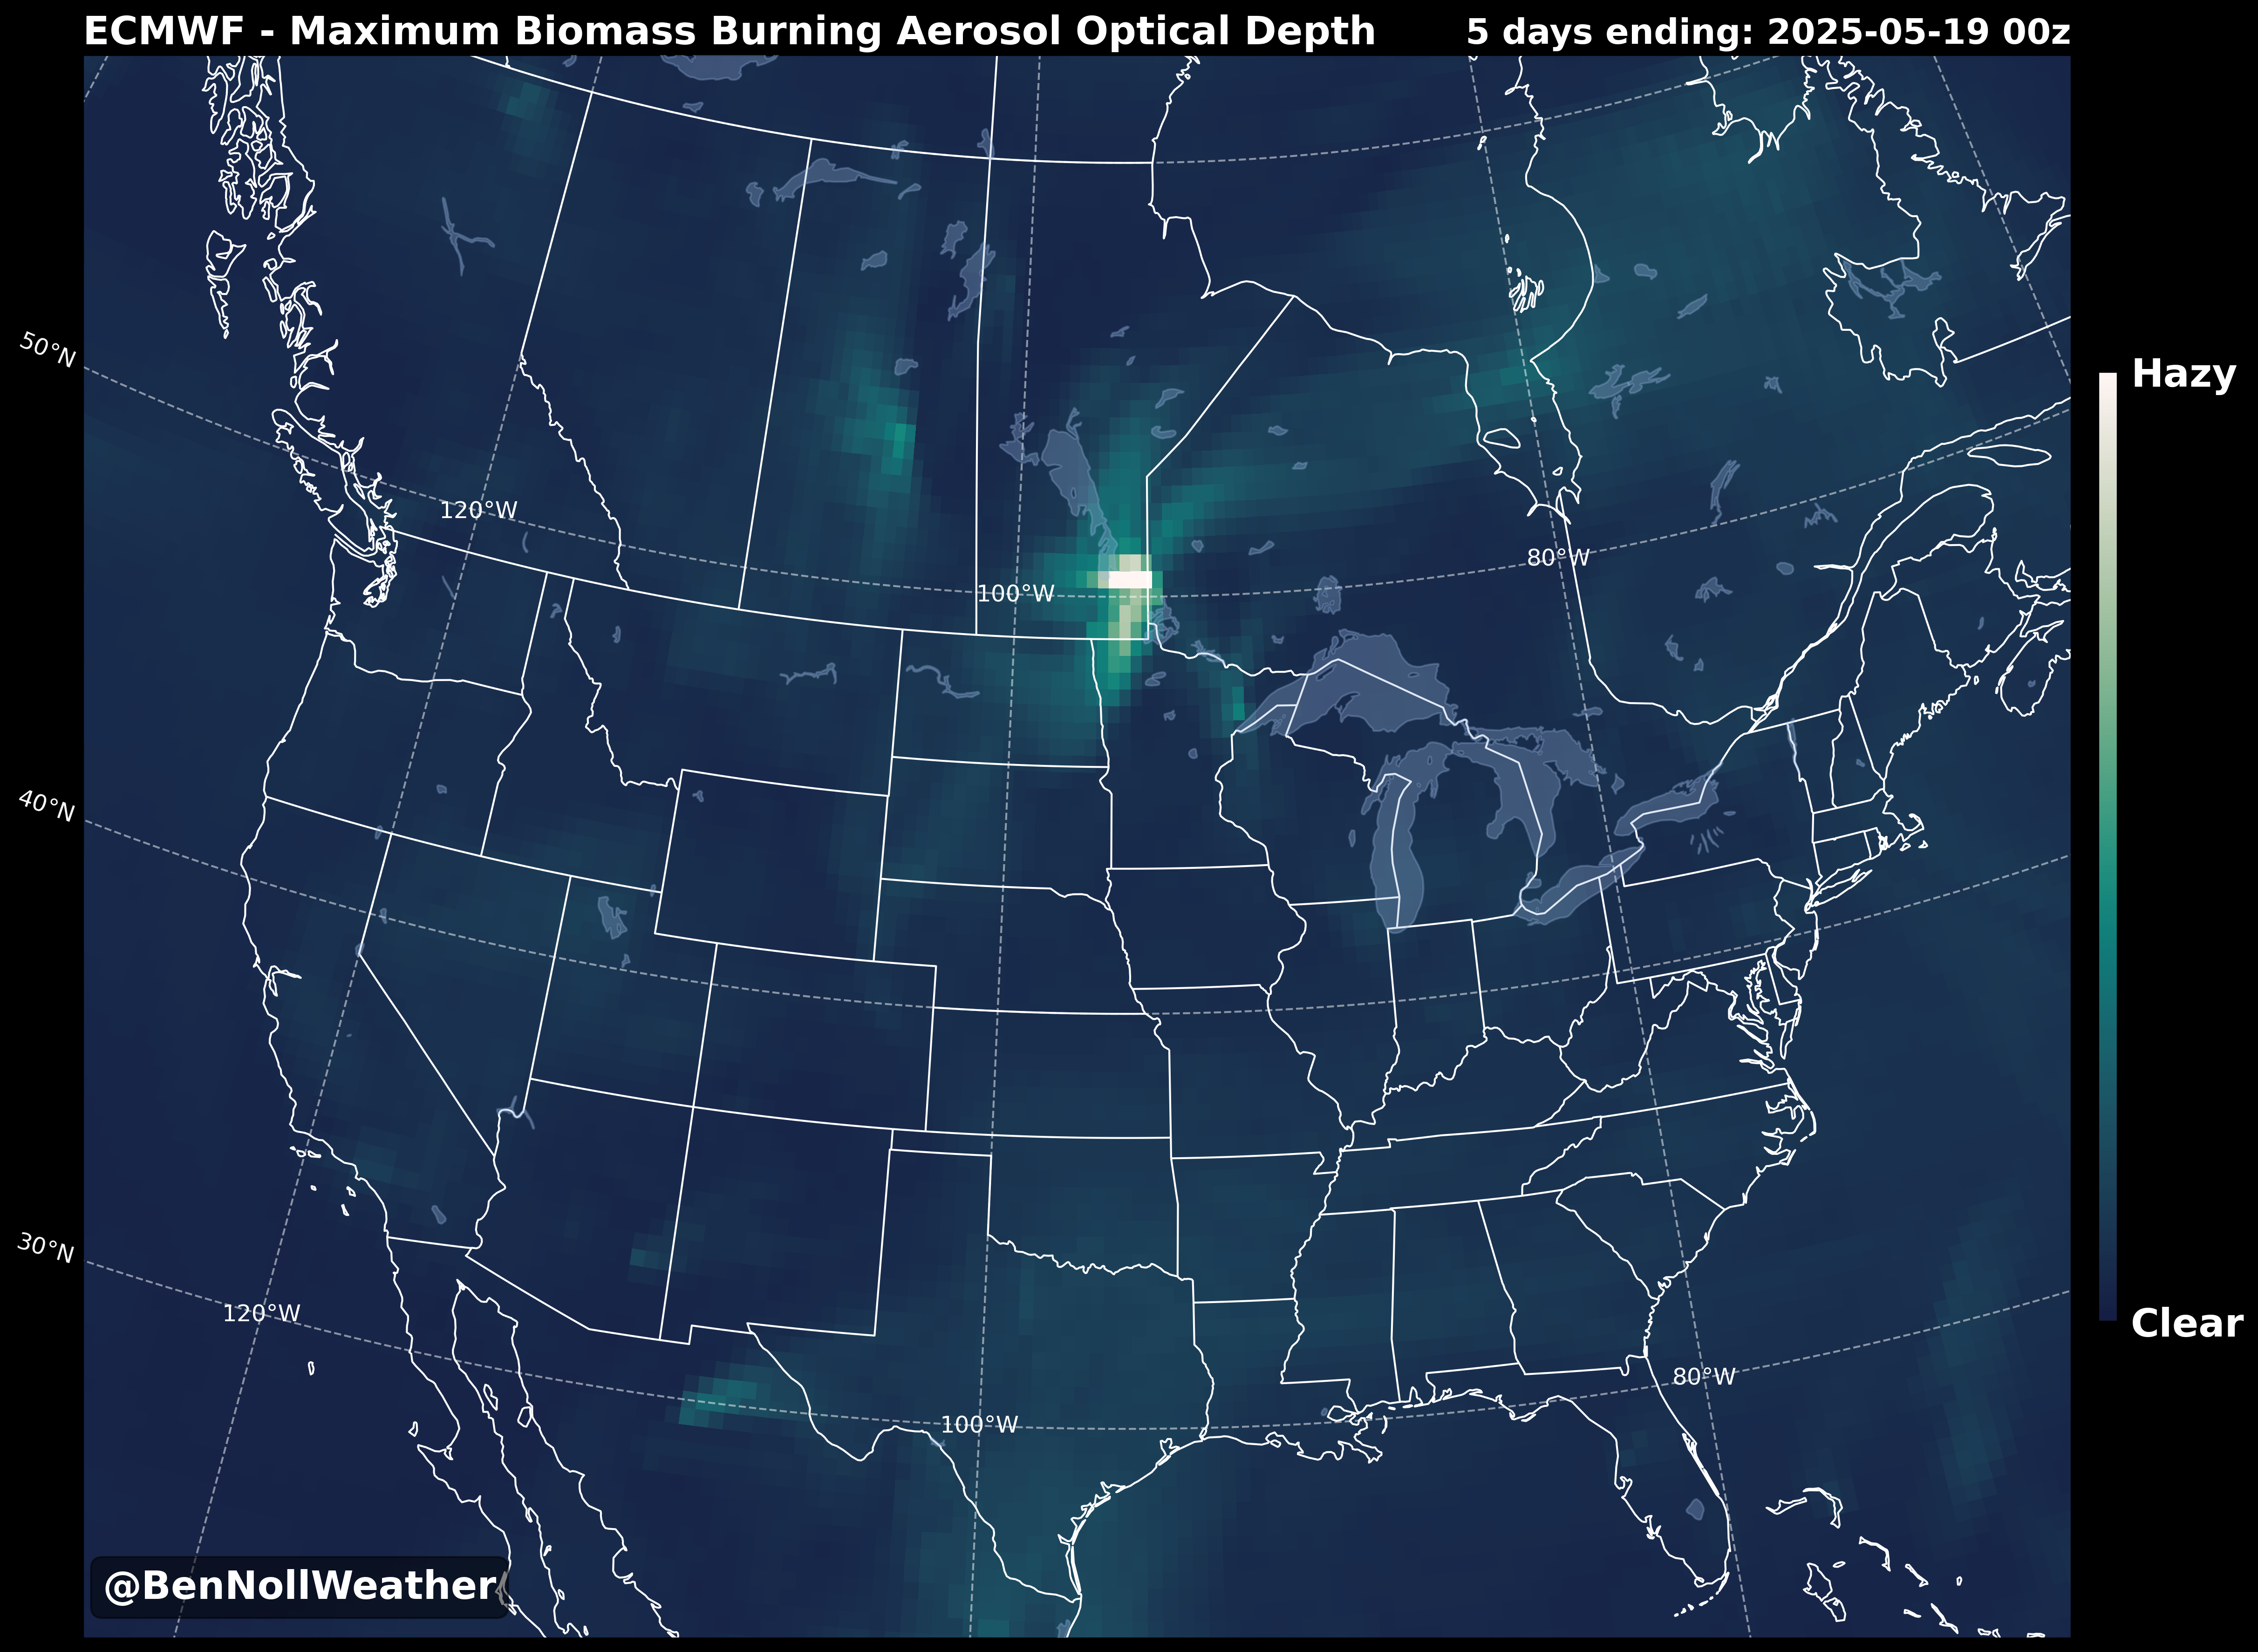 ECMWF - Maximum Biomass Burning Aerosol Optical Depth
5 days ending: 2025-05-19 00z
50°N
Hazy
120°W
80°W
100°W
40°N
30°N
120°W
Clear
80°W
100°W
@BenNollWeather